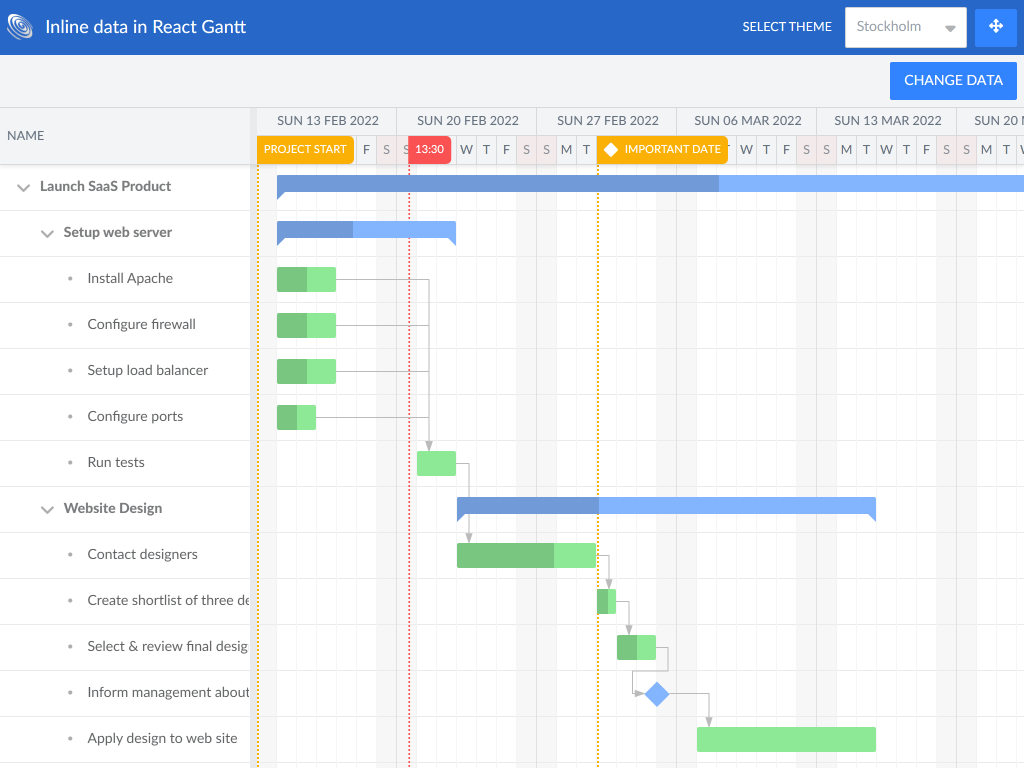 Inline data in React Gantt
SELECT THEME
Stockholm
CHANGE DATA
NAME
SUN 13 FEB 2022 SUN 20 FEB 2022 SUN 27 FEB 2022 SUN 06 MAR 2022 SUN 13 MAR 2022 SUN 20
PROJECT START F S S 13:30 W T F S S M T IMPORTANT DATE W T F S S M T W T F S S M T
Launch SaaS Product
Setup web server
Install Apache
Configure firewall
Setup load balancer
Configure ports
Run tests
Website Design
Contact designers
Create shortlist of three de
Select & review final desig
Inform management about
Apply design to web site